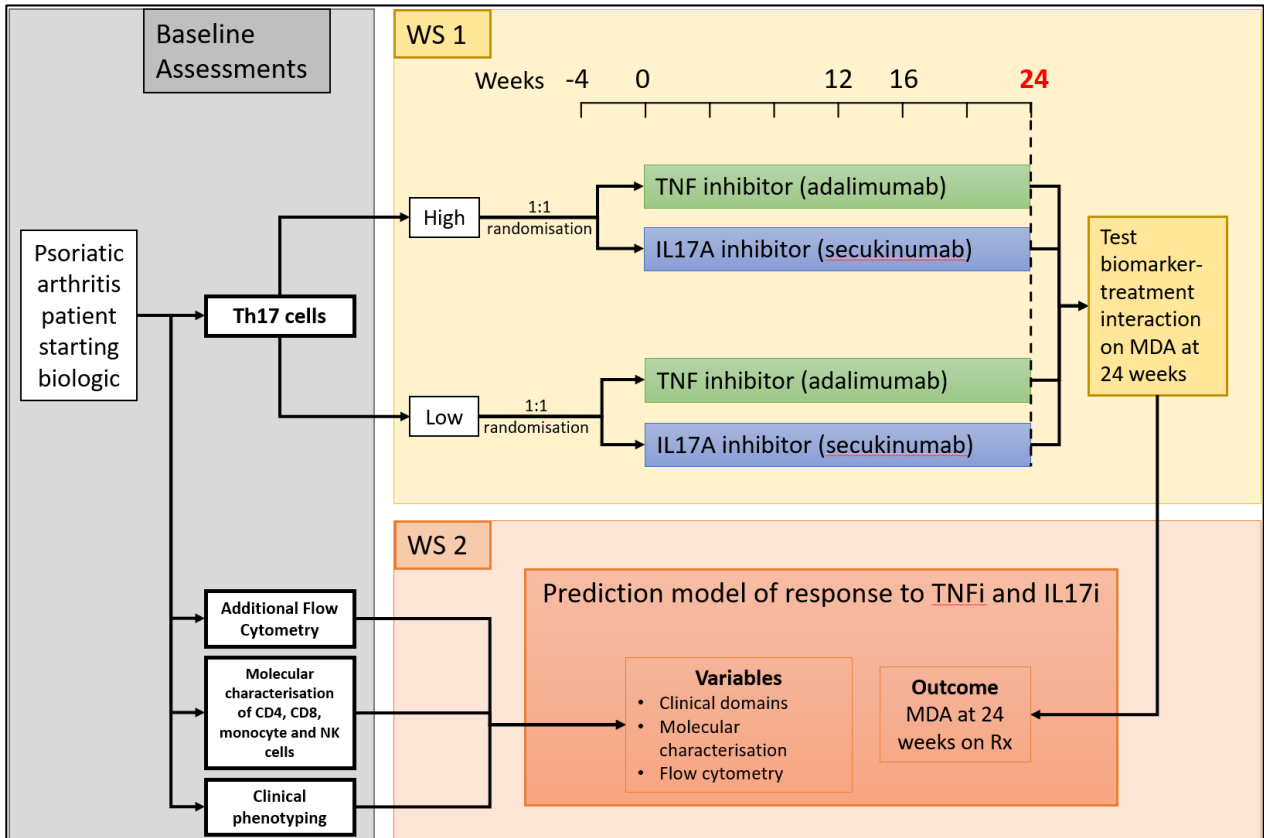 Baseline
Assessments
Psoriatic
arthritis
patient
starting
biologic
Th17 cells
Additional Flow
Cytometry
Molecular
characterisation
of CD4, CD8,
monocyte and NK
cells
Clinical
phenotyping
WS 1
Weeks -4 0 12 16 24
High
1:1
randomisation
TNF inhibitor (adalimumab)
IL17A inhibitor (secukinumab)
Low
1:1
randomisation
TNF inhibitor (adalimumab)
IL17A inhibitor (secukinumab)
Test
biomarker-
treatment
interaction
on MDA at
24 weeks
WS 2
Prediction model of response to TNFi and IL17i
Variables
• Clinical domains
• Molecular
characterisation
• Flow cytometry
Outcome
MDA at 24
weeks on Rx